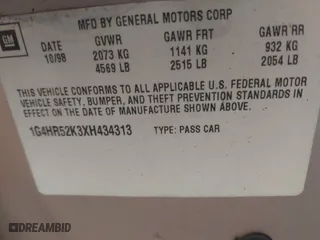 MFD BY GENERAL MOTORS CORP
GM
DATE GVWR GAWR FRT GAWR RR
10/98 2073 KG 1141 KG 932 KG
4569 LB 2515 LB 2054 LB
THIS VEHICLE CONFORMS TO ALL APPLICABLE U.S. FEDERAL MOTOR
VEHICLE SAFETY, BUMPER, AND THEFT PREVENTION STANDARDS IN
EFFECT ON THE DATE OF MANUFACTURE SHOWN ABOVE.
1G4HR52K3XH434313 TYPE: PASS CAR
DREAMBID